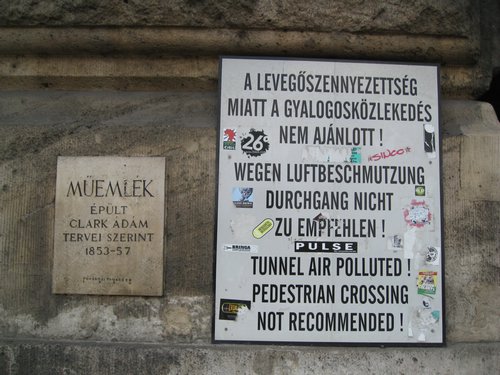 MŰEMLÉK
ÉPÜLT
CLARK ÁDÁM
TERVEI SZERINT
1853-57
A LEVEGŐSZENNYEZETTSÉG
MIATT A GYALOGOSKÖZLEKEDÉS
NEM AJÁNLOTT !
26
WEGEN LUFTBESCHMUTZUNG
DURCHGANG NICHT
ZU EMPFEHLEN !
PULSE
TUNNEL AIR POLLUTED !
PEDESTRIAN CROSSING
NOT RECOMMENDED !